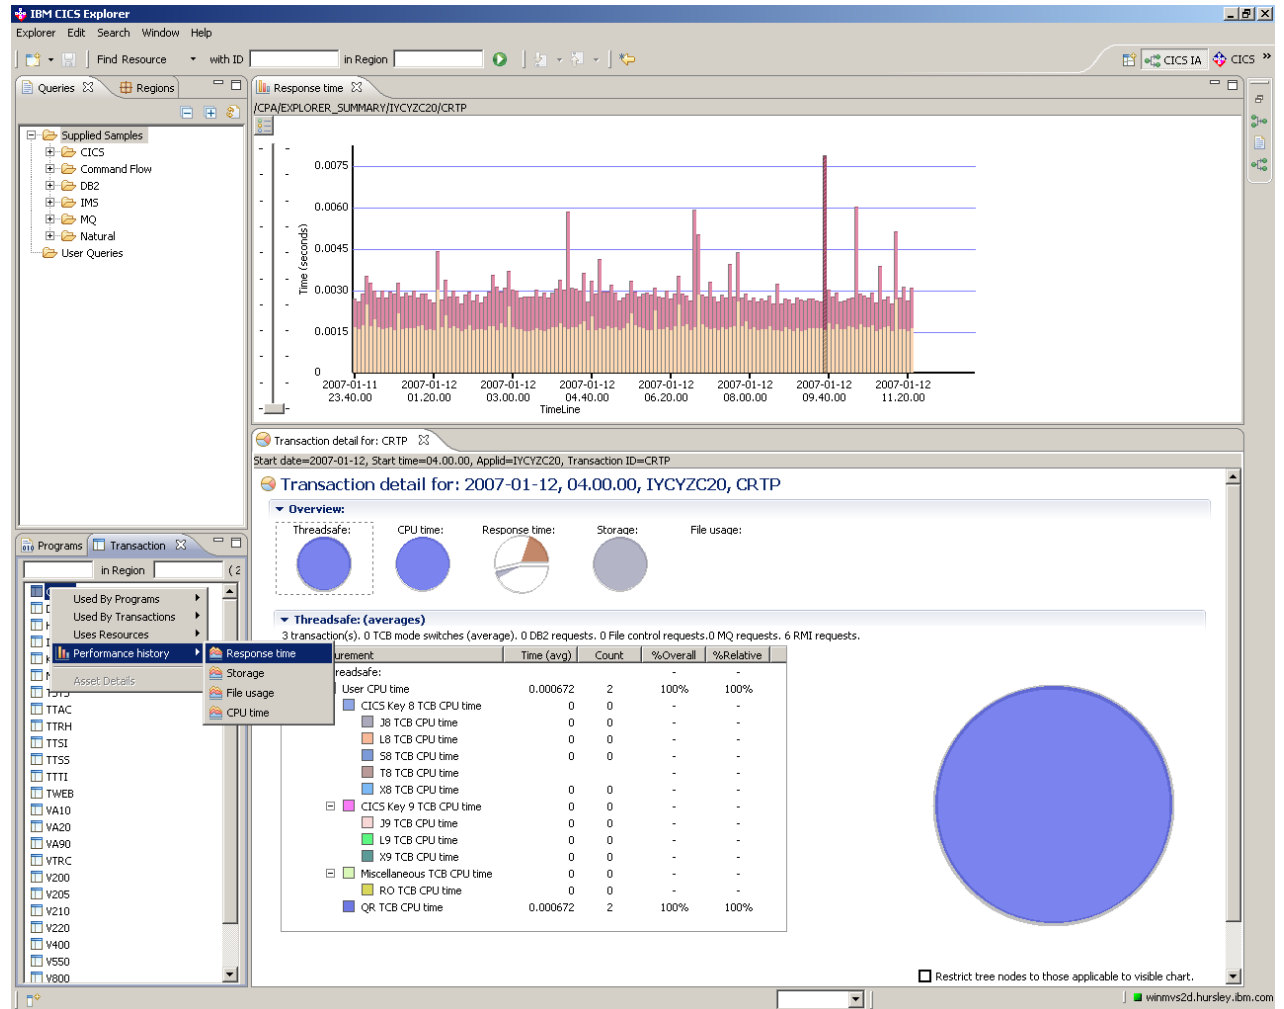 IBM CICS Explorer
Explorer Edit Search Window Help
Find Resource with ID in Region CICS IA CICS »
Queries Regions
Supplied Samples
CICS
Command Flow
DB2
IMS
MQ
Natural
User Queries
Response time
/CPA/EXPLORER_SUMMARY/IYCYZC20/CRTP
0.0075
0.0060
0.0045
0.0030
0.0015
0
Time (seconds)
2007-01-11 2007-01-12 2007-01-12 2007-01-12 2007-01-12 2007-01-12 2007-01-12 2007-01-12
23.40.00 01.20.00 03.00.00 04.40.00 06.20.00 08.00.00 09.40.00 11.20.00
TimeLine
Transaction detail for: CRTP
Start date=2007-01-12, Start time=04.00.00, Applid=IYCYZC20, Transaction ID=CRTP
Transaction detail for: 2007-01-12, 04.00.00, IYCYZC20, CRTP
Overview:
Threadsafe: CPU time: Response time: Storage: File usage:
Threadsafe: (averages)
3 transaction(s). 0 TCB mode switches (average). 0 DB2 requests. 0 File control requests.0 MQ requests. 6 RMI requests.
urement Time (avg) Count %Overall %Relative
readsafe: - -
User CPU time 0.000672 2 100% 100%
CICS Key 8 TCB CPU time 0 0 - -
J8 TCB CPU time 0 0 - -
L8 TCB CPU time 0 0 - -
S8 TCB CPU time 0 0 - -
T8 TCB CPU time - -
X8 TCB CPU time 0 0 - -
CICS Key 9 TCB CPU time 0 0 - -
J9 TCB CPU time 0 0 - -
L9 TCB CPU time 0 0 - -
X9 TCB CPU time 0 0 - -
Miscellaneous TCB CPU time 0 0 - -
RO TCB CPU time 0 0 - -
QR TCB CPU time 0.000672 2 100% 100%
Restrict tree nodes to those applicable to visible chart.
Programs Transaction
in Region (2
Used By Programs
Used By Transactions
Uses Resources
Performance history
Asset Details
Response time
Storage
File usage
CPU time
TTAC
TTRH
TTSI
TTSS
TTTI
TWEB
VA10
VA20
VA90
VTRC
V200
V205
V210
V220
V400
V550
V800
winmvs2d.hursley.ibm.com